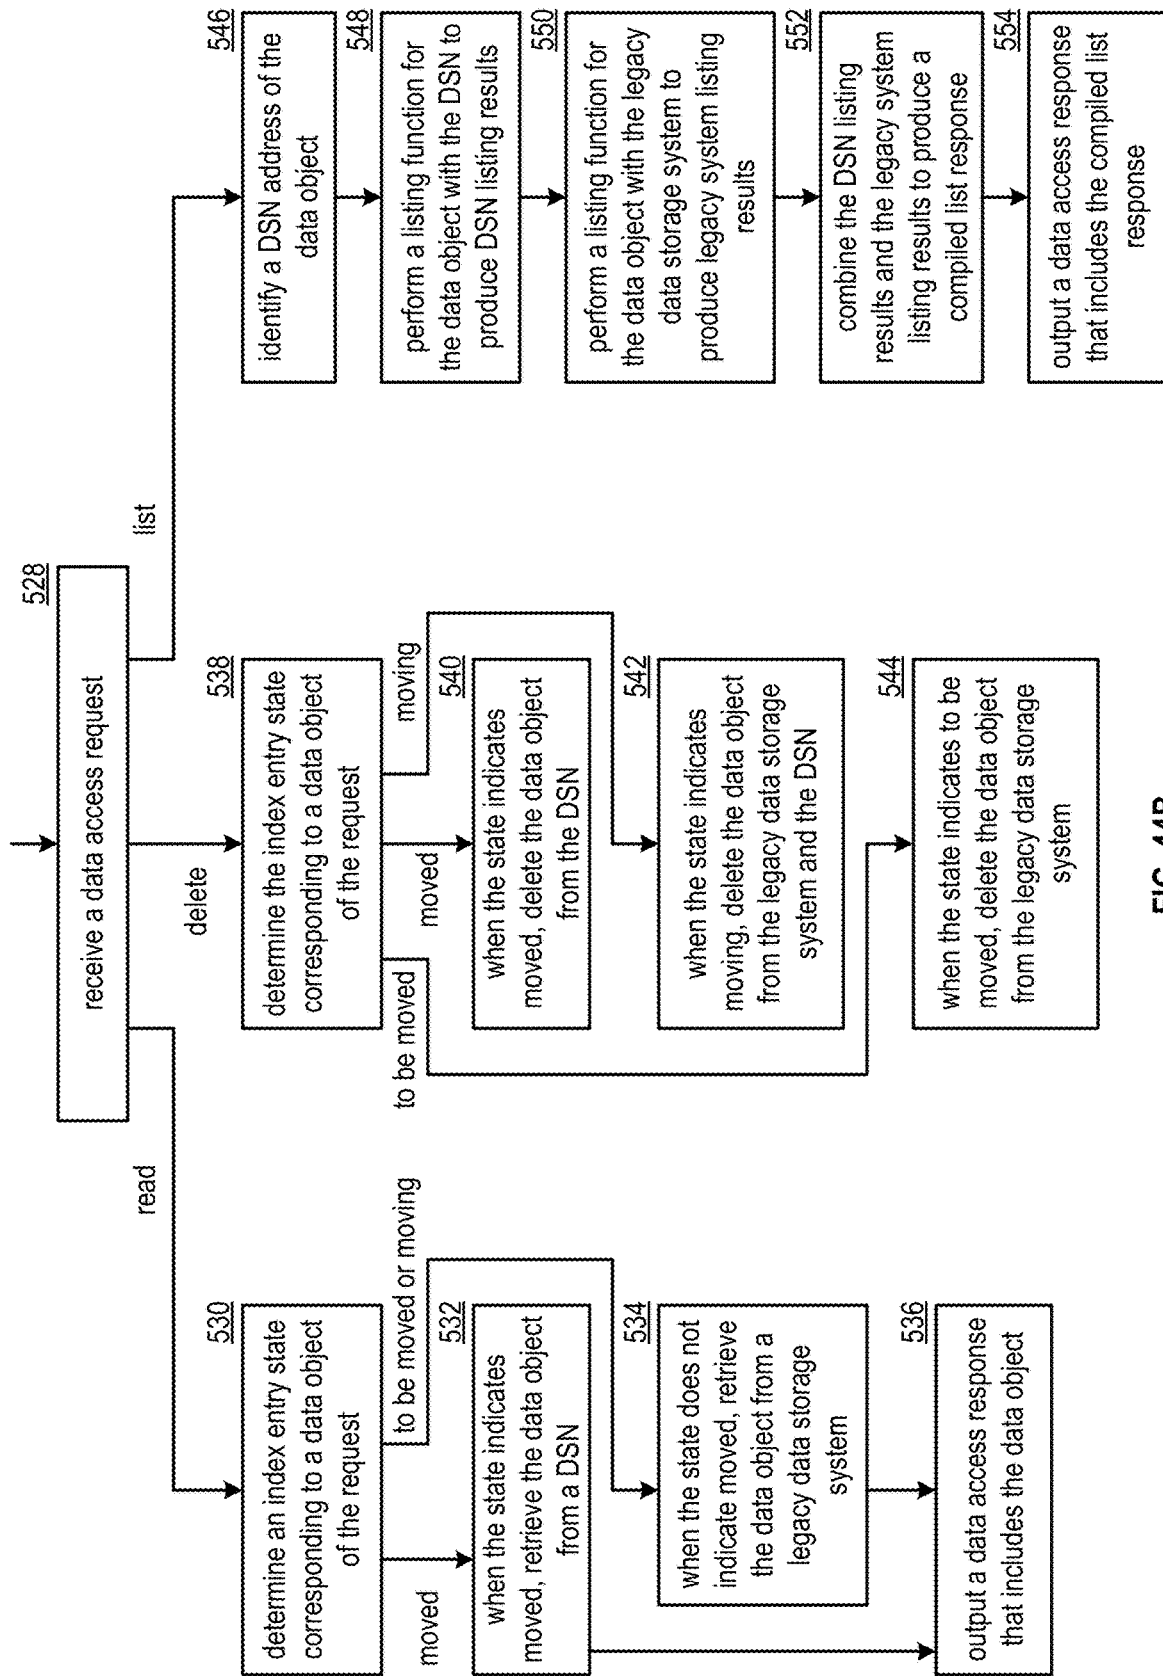 528
receive a data access request
read
delete
list
530
determine an index entry state
corresponding to a data object
of the request
moved
to be moved or moving
532
when the state indicates
moved, retrieve the data object
from a DSN
534
when the state does not
indicate moved, retrieve
the data object from a
legacy data storage
system
536
output a data access response
that includes the data object
538
determine the index entry state
corresponding to a data object
of the request
to be moved
moved
moving
540
when the state indicates
moved, delete the data object
from the DSN
542
when the state indicates
moving, delete the data object
from the legacy data storage
system and the DSN
544
when the state indicates to be
moved, delete the data object
from the legacy data storage
system
546
identify a DSN address of the
data object
548
perform a listing function for
the data object with the DSN to
produce DSN listing results
550
perform a listing function for
the data object with the legacy
data storage system to
produce legacy system listing
results
552
combine the DSN listing
results and the legacy system
listing results to produce a
compiled list response
554
output a data access response
that includes the compiled list
response
FIG. 44B